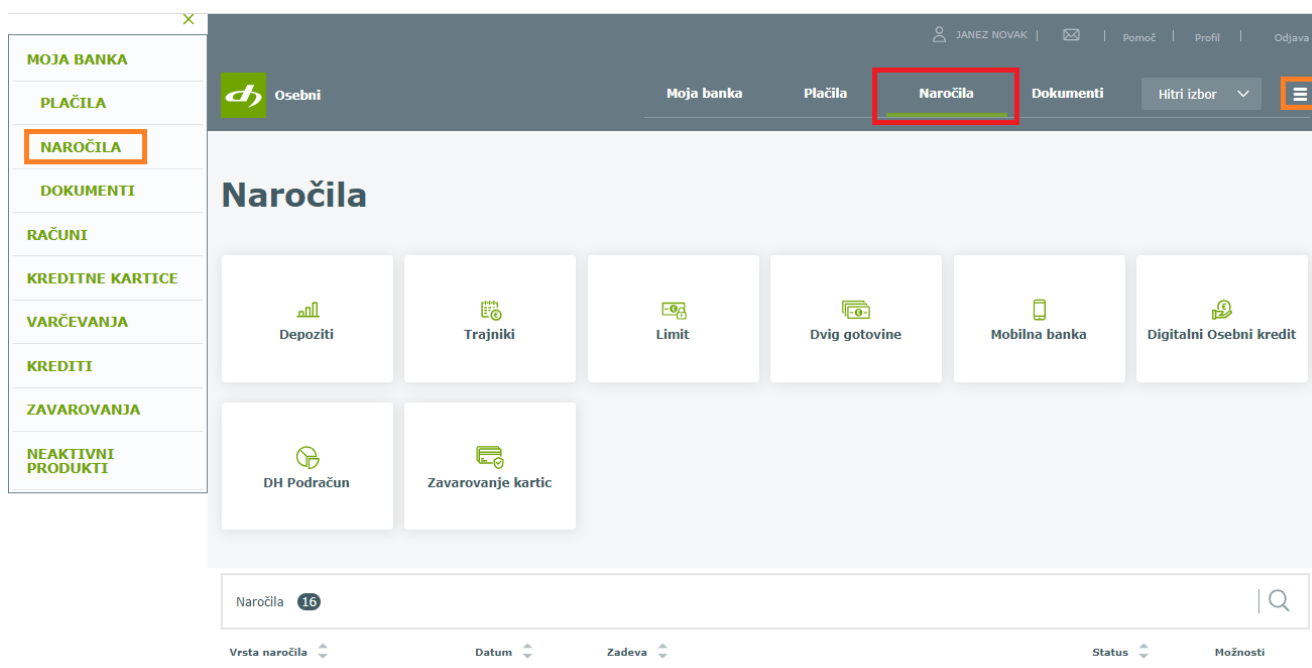 MOJA BANKA
PLAČILA
NAROČILA
DOKUMENTI
RAČUNI
KREDITNE KARTICE
VARČEVANJA
KREDITI
ZAVAROVANJA
NEAKTIVNI
PRODUKTI
JANEZ NOVAK | | Pomoč | Profil | Odjava
dh Osebni
Moja banka Plačila Naročila Dokumenti Hitri izbor
Naročila
Depoziti Trajniki Limit Dvig gotovine Mobilna banka Digitalni Osebni kredit
DH Podračun Zavarovanje kartic
Naročila 16
Vrsta naročila Datum Zadeva Status Možnosti